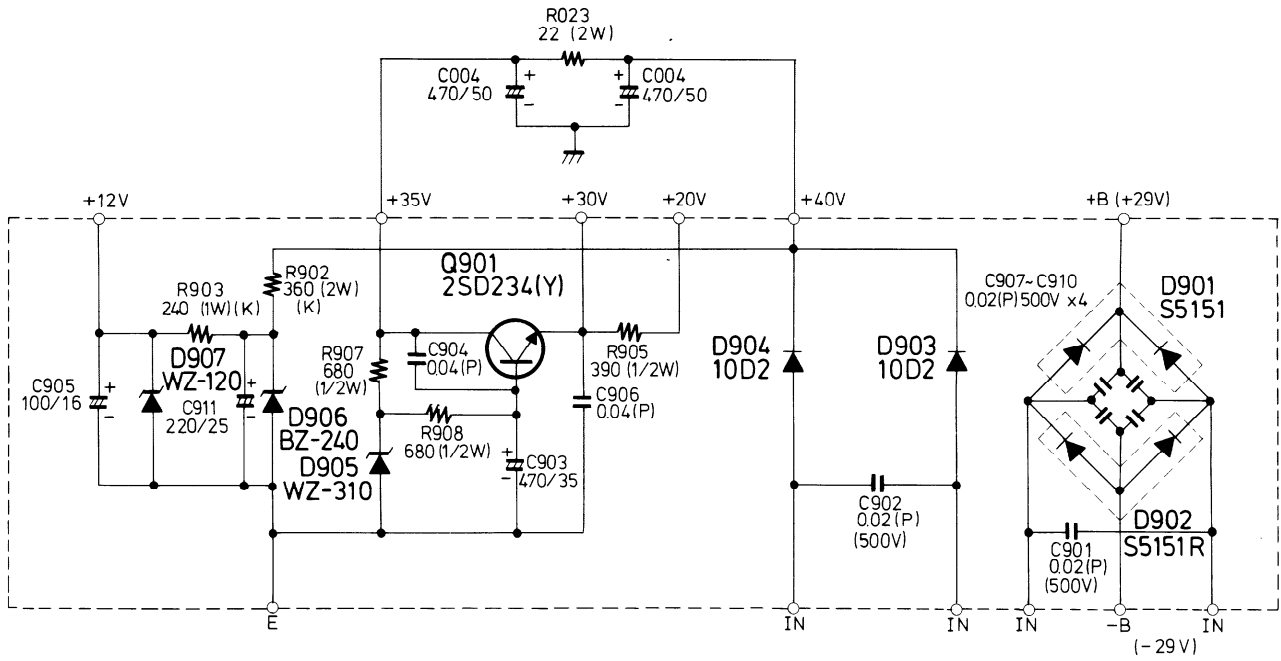 R023
22 (2W)
C004
470/50
C004
470/50
+12V
+35V
+30V
+20V
+40V
+B (+29V)
R902
360 (2W)
(K)
R903
240 (1W)(K)
Q901
2SD234(Y)
C907~C910
0.02(P)500V ×4
D901
S5151
D907
WZ-120
R907
680
(1/2W)
C904
0.04(P)
R905
390 (1/2W)
D904
10D2
D903
10D2
C905
100/16
C911
220/25
D906
BZ-240
C906
0.04(P)
R908
680(1/2W)
D905
WZ-310
C903
470/35
C902
0.02(P)
(500V)
D902
S5151R
C901
0.02(P)
(500V)
E
IN
IN
IN
-B
IN
(-29V)
+
-
+
-
+
-
+
-
+
-